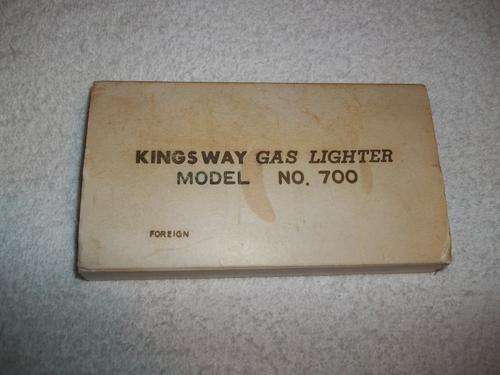 KINGSWAY GAS LIGHTER
MODEL NO. 700
FOREIGN